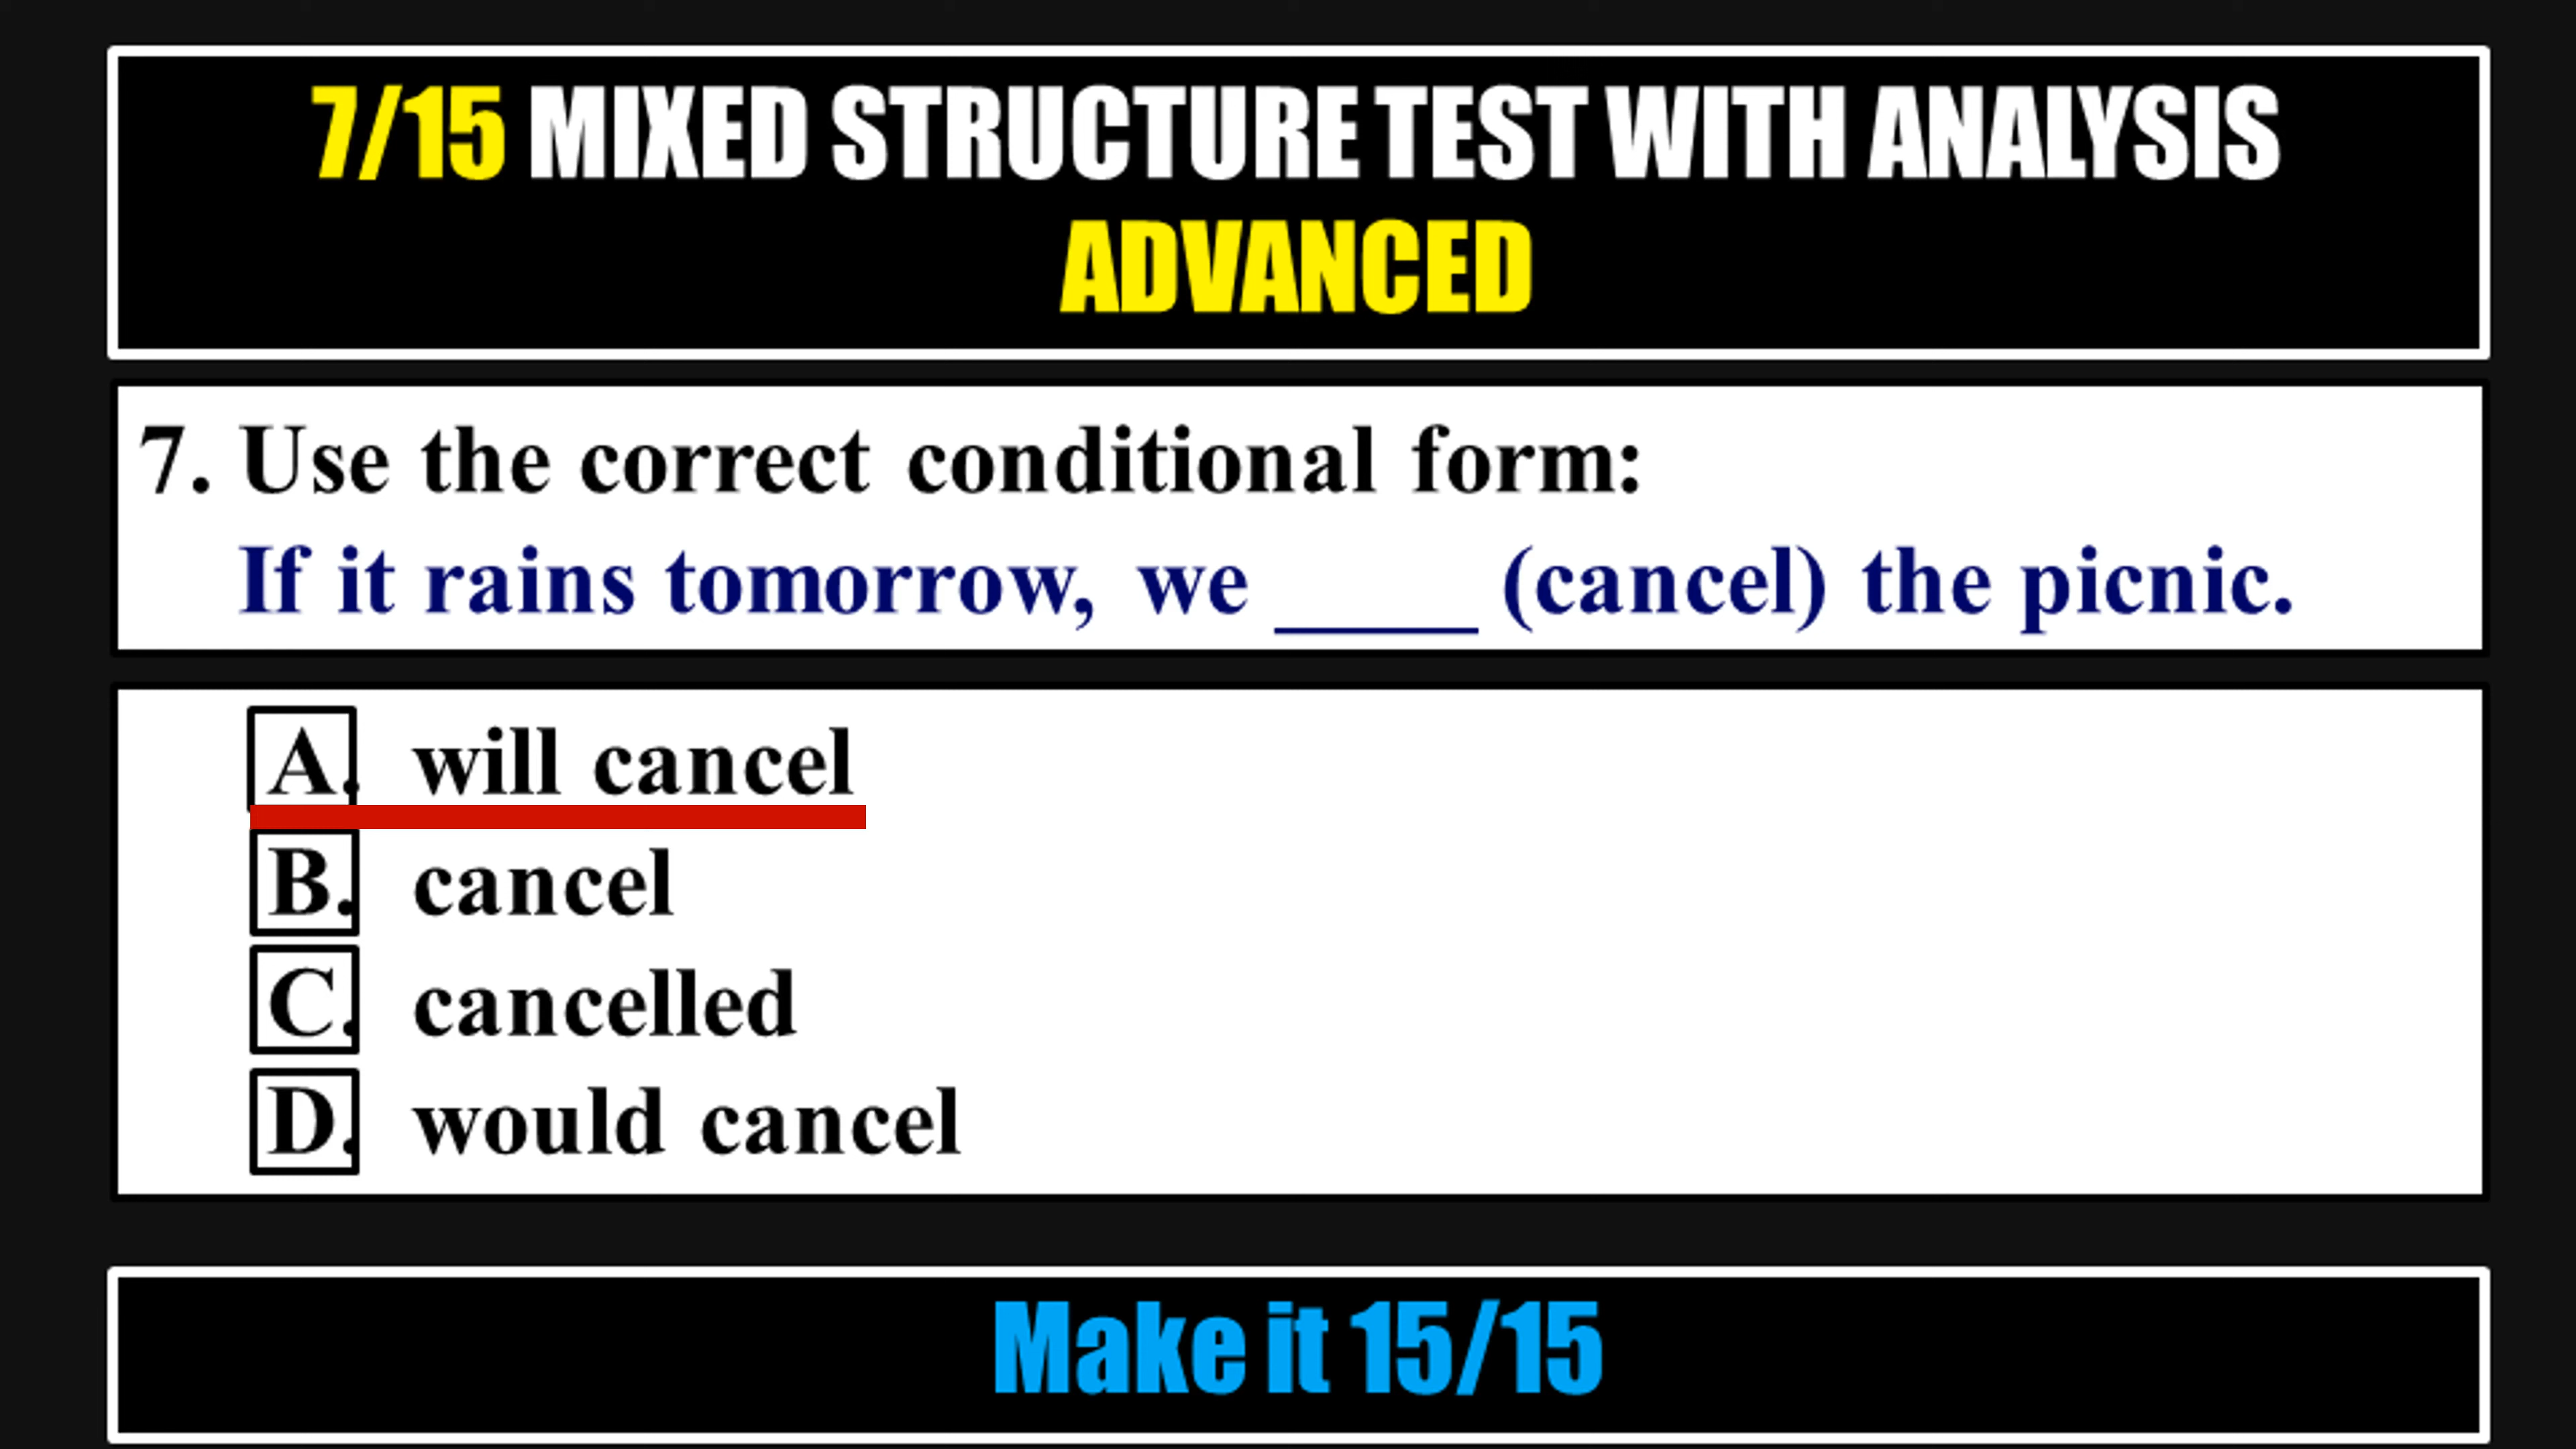 7/15 MIXED STRUCTURE TEST WITH ANALYSIS
ADVANCED
7. Use the correct conditional form:
If it rains tomorrow, we ____ (cancel) the picnic.
A. will cancel
B. cancel
C. cancelled
D. would cancel
Make it 15/15